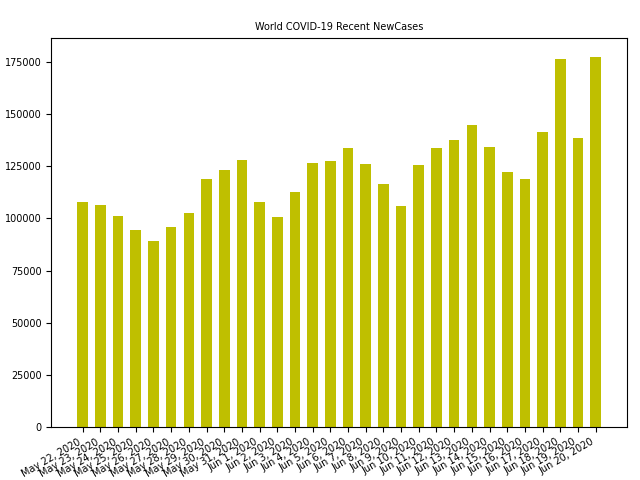 World COVID-19 Recent NewCases
175000
150000
125000
100000
75000
50000
25000
0
May 22, 2020
May 23, 2020
May 24, 2020
May 25, 2020
May 26, 2020
May 27, 2020
May 28, 2020
May 29, 2020
May 30, 2020
May 31, 2020
Jun 1, 2020
Jun 2, 2020
Jun 3, 2020
Jun 4, 2020
Jun 5, 2020
Jun 6, 2020
Jun 7, 2020
Jun 8, 2020
Jun 9, 2020
Jun 10, 2020
Jun 11, 2020
Jun 12, 2020
Jun 13, 2020
Jun 14, 2020
Jun 15, 2020
Jun 16, 2020
Jun 17, 2020
Jun 18, 2020
Jun 19, 2020
Jun 20, 2020